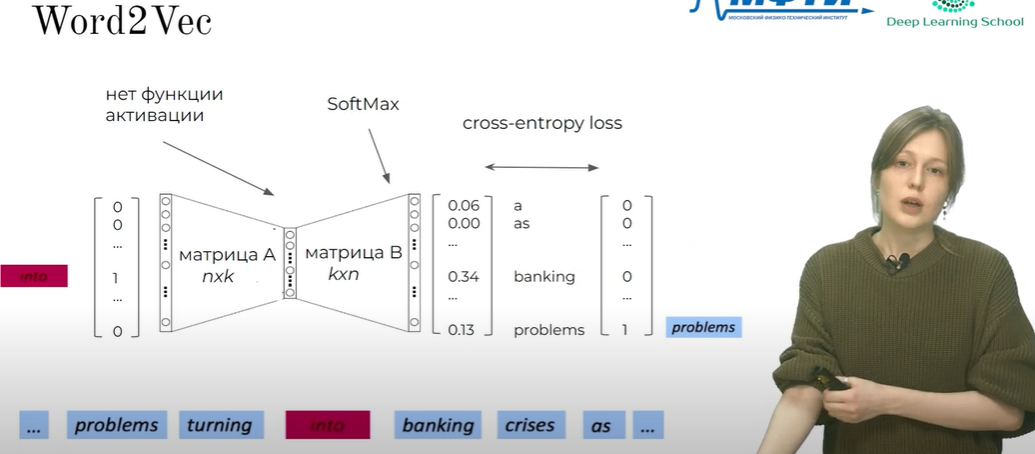 Word2Vec
МФТИ
МОСКОВСКИЙ ФИЗИКО-ТЕХНИЧЕСКИЙ ИНСТИТУТ
Deep Learning School
нет функции
активации
SoftMax
cross-entropy loss
0
0
...
1
...
0
into
матрица A
nxk
матрица B
kxn
0.06
0.00
...
0.34
...
0.13
a
as
banking
problems
0
0
...
0
...
1
problems
... problems turning into banking crises as ...